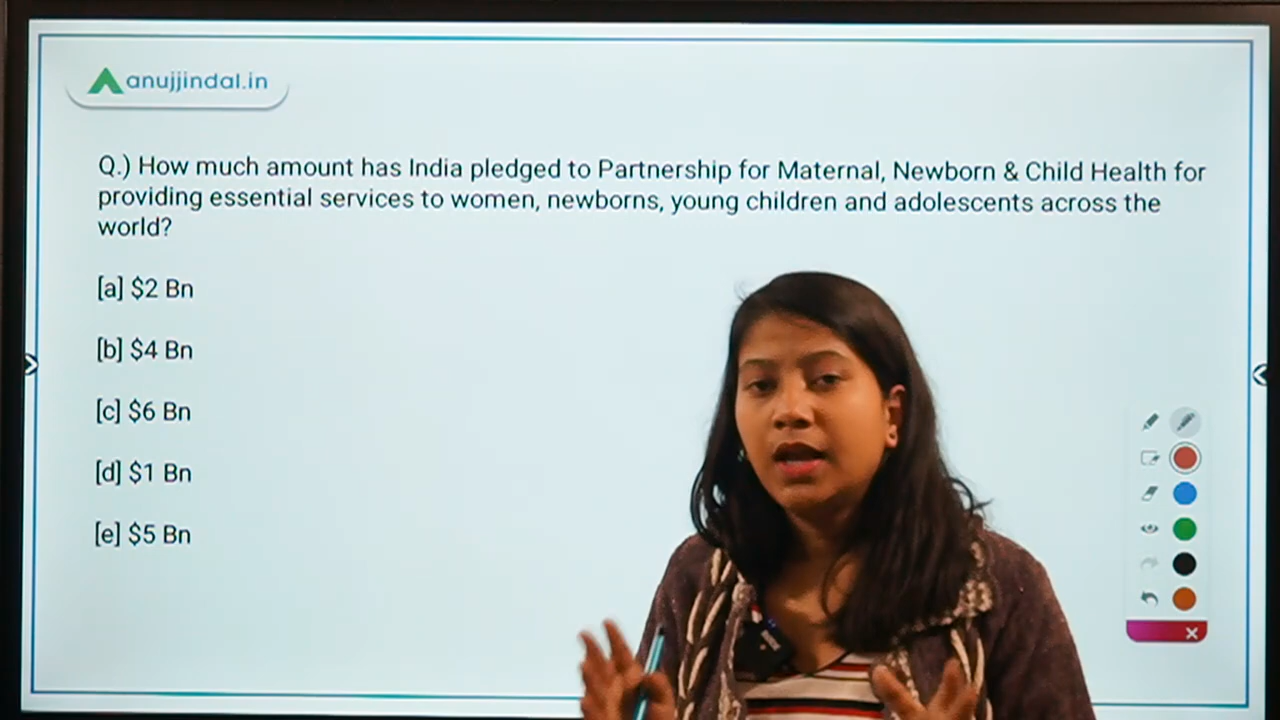 anujjindal.in
Q.) How much amount has India pledged to Partnership for Maternal, Newborn & Child Health for
providing essential services to women, newborns, young children and adolescents across the
world?
[a] $2 Bn
[b] $4 Bn
[c] $6 Bn
[d] $1 Bn
[e] $5 Bn